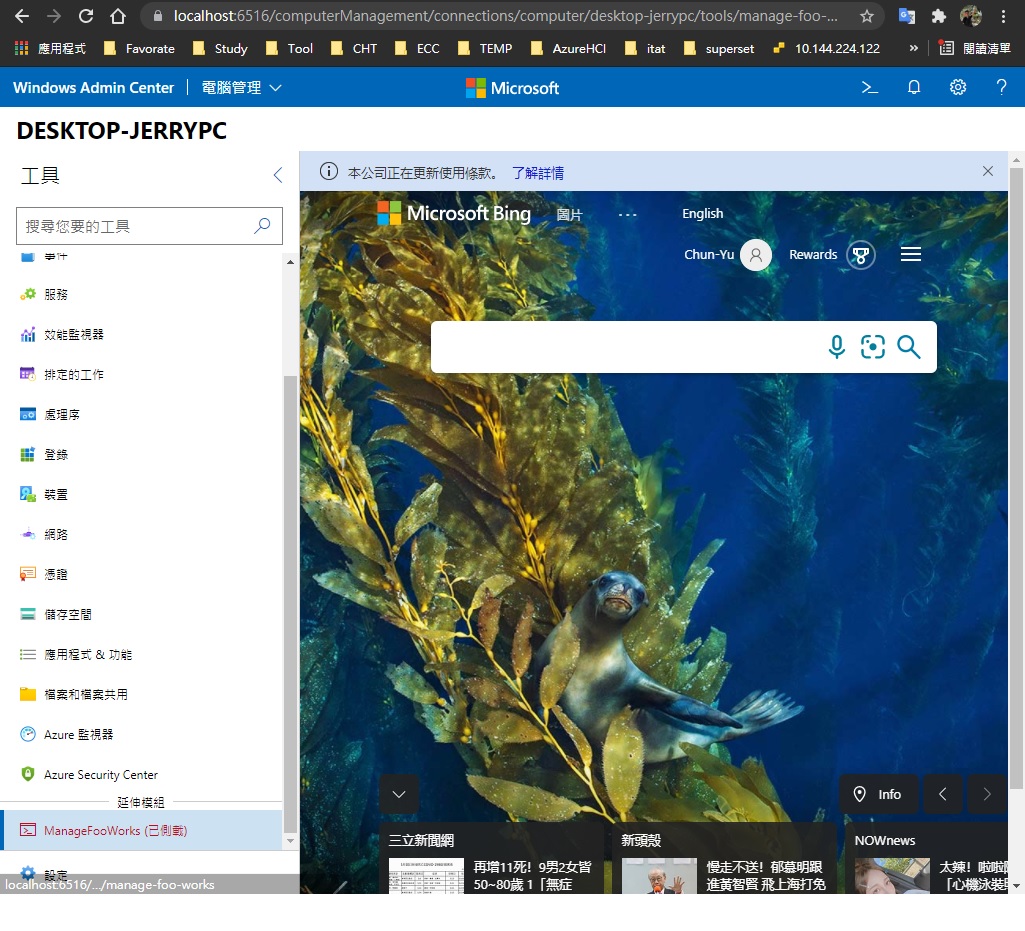 localhost:6516/computerManagement/connections/computer/desktop-jerrypc/tools/manage-foo-...
應用程式 Favorate Study Tool CHT ECC TEMP AzureHCI itat superset 10.144.224.122 » 閱讀清單
Windows Admin Center 電腦管理 Microsoft
DESKTOP-JERRYPC
工具
搜尋您要的工具
事件
服務
效能監視器
排定的工作
處理序
登錄
裝置
網路
憑證
儲存空間
應用程式 & 功能
檔案和檔案共用
Azure 監視器
Azure Security Center
延伸模組
ManageFooWorks (已側載)
設定
localhost:6516/.../manage-foo-works
本公司正在更新使用條款。 了解詳情
Microsoft Bing 圖片 ... English
Chun-Yu Rewards
Info
三立新聞網
再增11死！9男2女皆
50~80歲 1「無症
新頭殼
慢走不送！郁慕明跟
進黃智賢 飛上海打免
NOWnews
太辣！啦啦
「心機泳裝